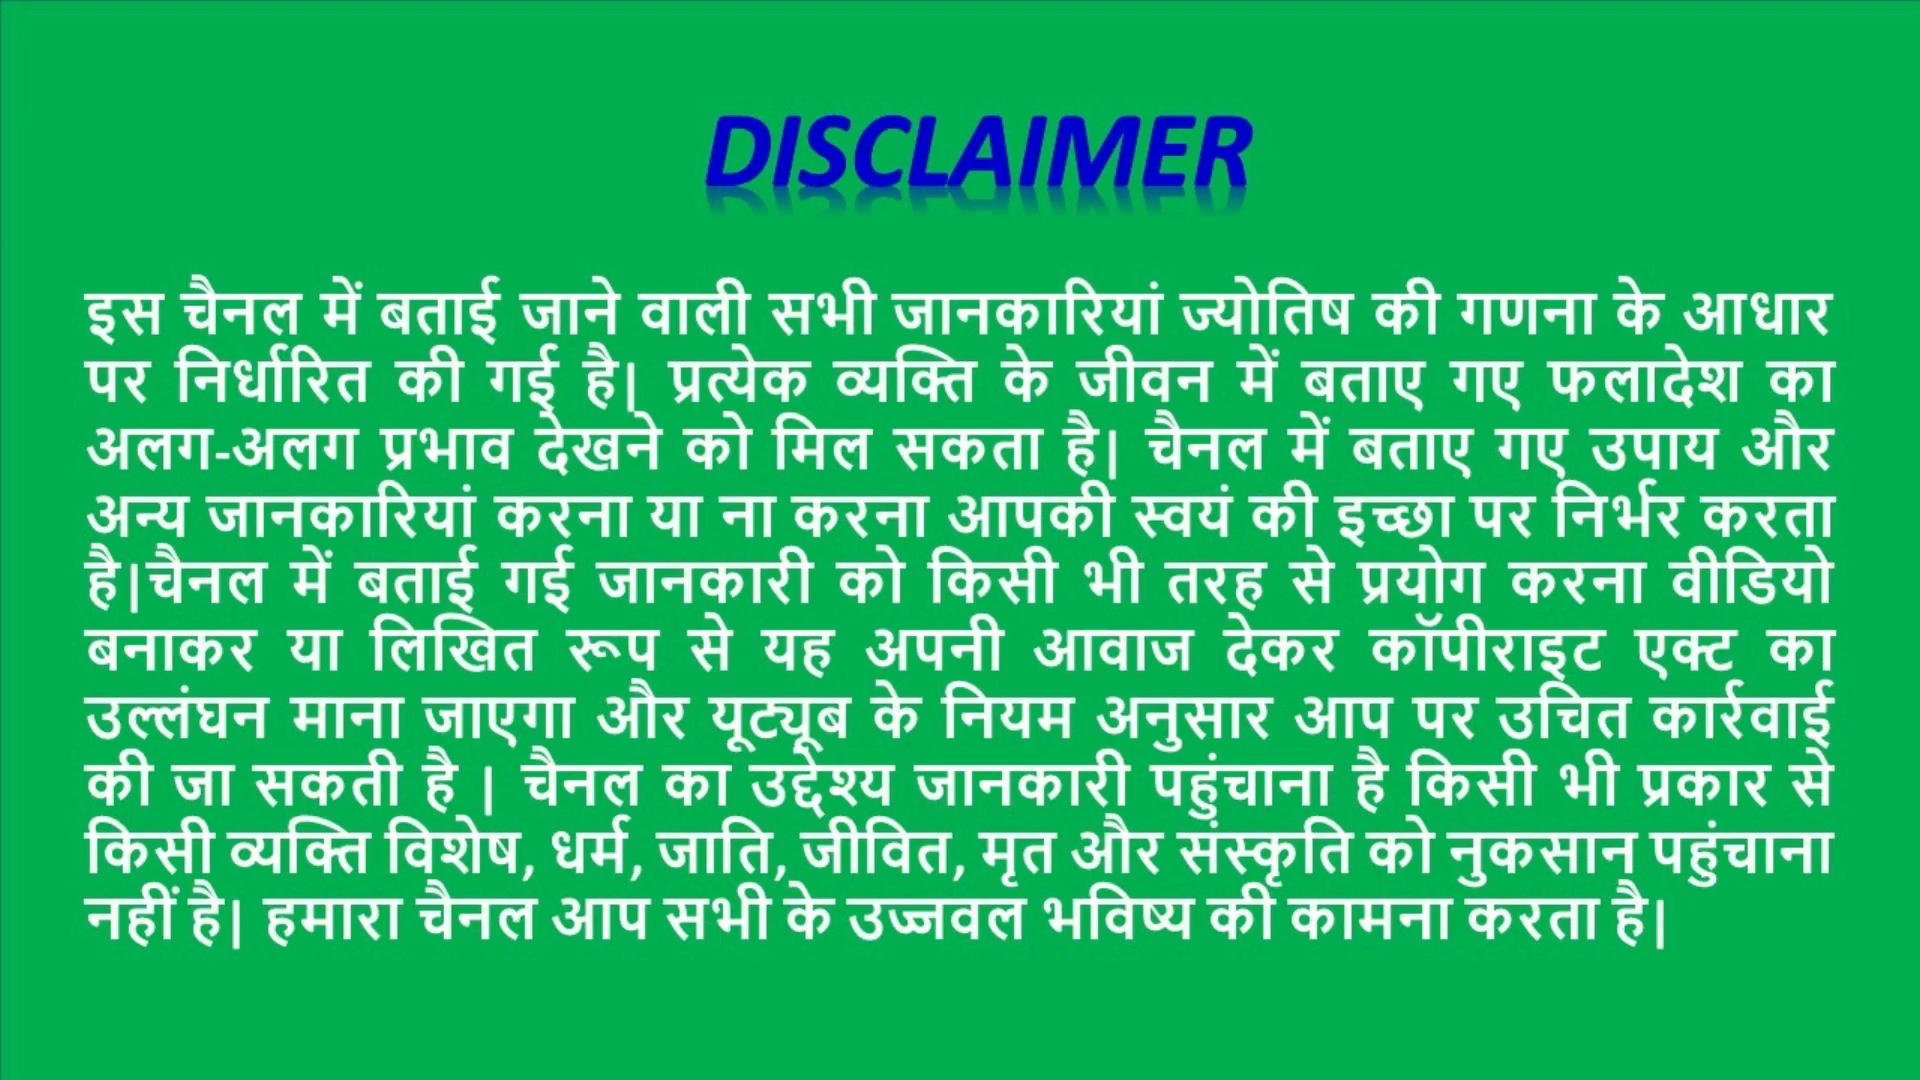 DISCLAIMER
इस चैनल में बताई जाने वाली सभी जानकारियां ज्योतिष की गणना के आधार
पर निर्धारित की गई है| प्रत्येक व्यक्ति के जीवन में बताए गए फलादेश का
अलग-अलग प्रभाव देखने को मिल सकता है| चैनल में बताए गए उपाय और
अन्य जानकारियां करना या ना करना आपकी स्वयं की इच्छा पर निर्भर करता
है|चैनल में बताई गई जानकारी को किसी भी तरह से प्रयोग करना वीडियो
बनाकर या लिखित रूप से यह अपनी आवाज देकर कॉपीराइट एक्ट का
उल्लंघन माना जाएगा और यूट्यूब के नियम अनुसार आप पर उचित कार्रवाई
की जा सकती है | चैनल का उद्देश्य जानकारी पहुंचाना है किसी भी प्रकार से
किसी व्यक्ति विशेष, धर्म, जाति, जीवित, मृत और संस्कृति को नुकसान पहुंचाना
नहीं है| हमारा चैनल आप सभी के उज्जवल भविष्य की कामना करता है|